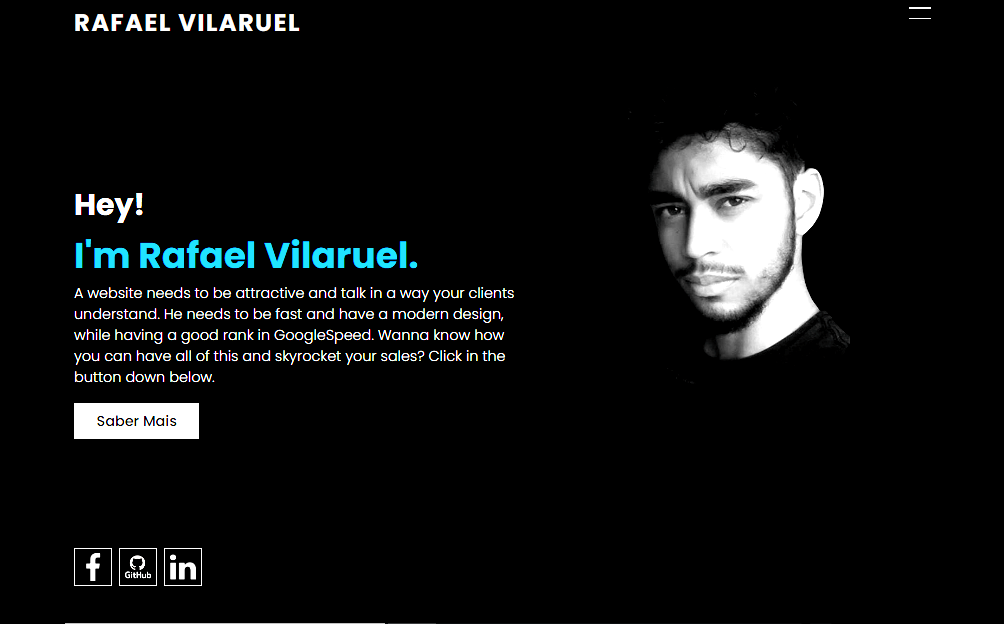 RAFAEL VILARUEL
Hey!
I'm Rafael Vilaruel.
A website needs to be attractive and talk in a way your clients
understand. He needs to be fast and have a modern design,
while having a good rank in GoogleSpeed. Wanna know how
you can have all of this and skyrocket your sales? Click in the
button down below.
Saber Mais
GitHub